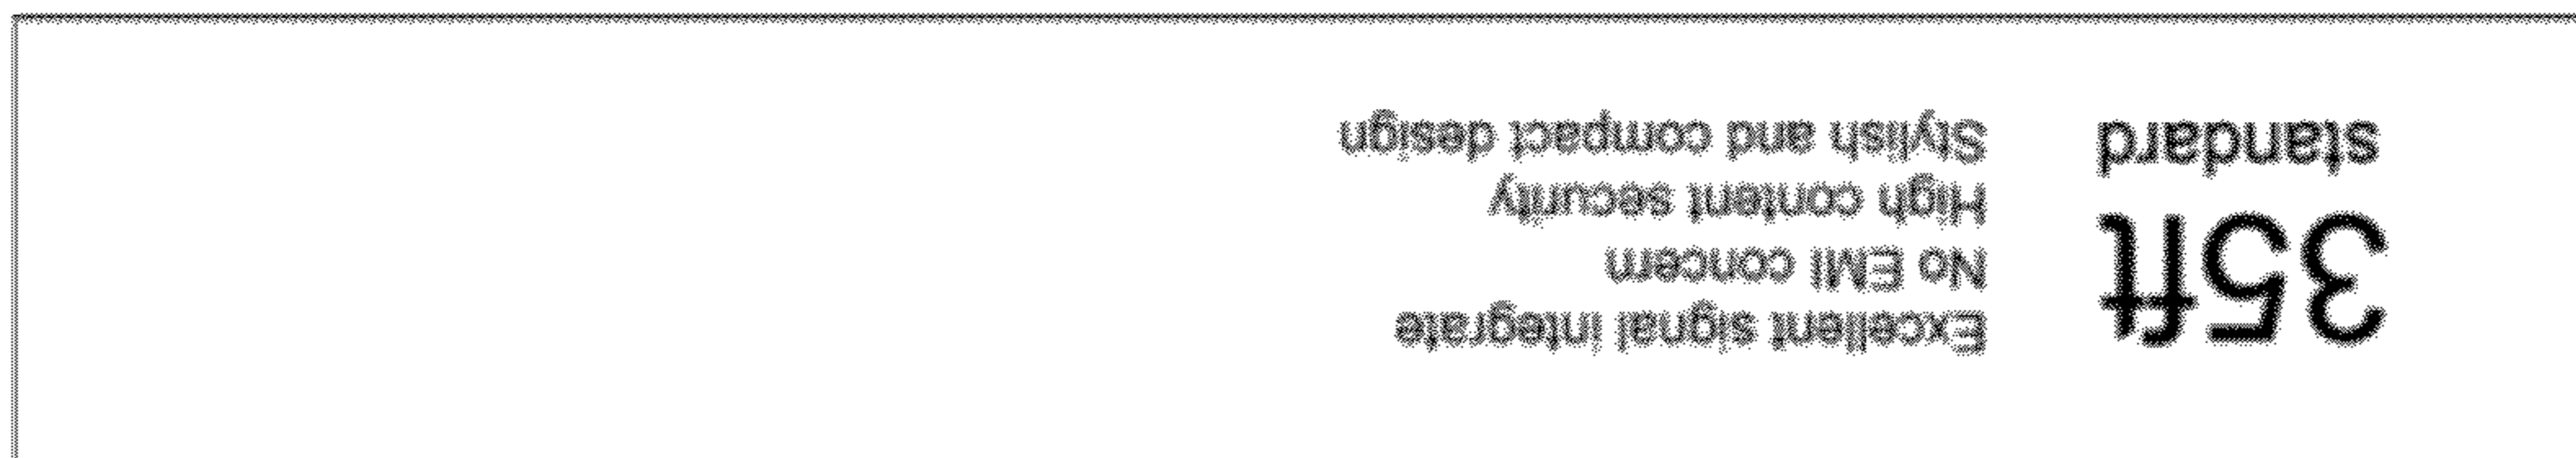 35ft
standard
Excellent signal integrate
No EMI concern
High content security
Stylish and compact design